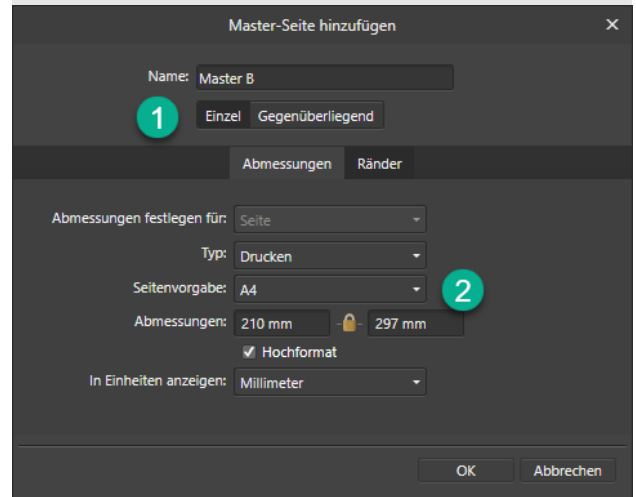 Master-Seite hinzufügen
Name: Master B
1 Einzel Gegenüberliegend
Abmessungen Ränder
Abmessungen festlegen für: Seite
Typ: Drucken
Seitenvorgabe: A4 2
Abmessungen: 210 mm 297 mm
Hochformat
In Einheiten anzeigen: Millimeter
OK Abbrechen